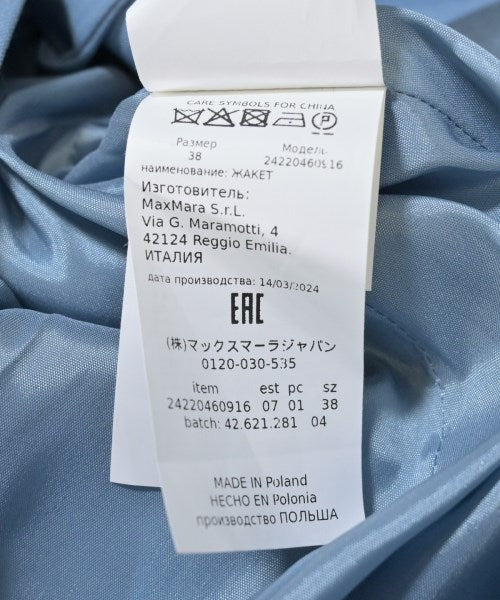 CARE SYMBOLS FOR CHINA
Размер Модель
38 24220460916
наименование: ЖАКЕТ
Изготовитель:
MaxMara S.r.L.
Via G. Maramotti, 4
42124 Reggio Emilia.
ИТАЛИЯ
дата производства: 14/03/2024
EAC
(株)マックスマーラジャパン
0120-030-535
item est pc sz
24220460916 07 01 38
batch: 42.621.281 04
MADE IN Poland
HECHO EN Polonia
производство ПОЛЬША